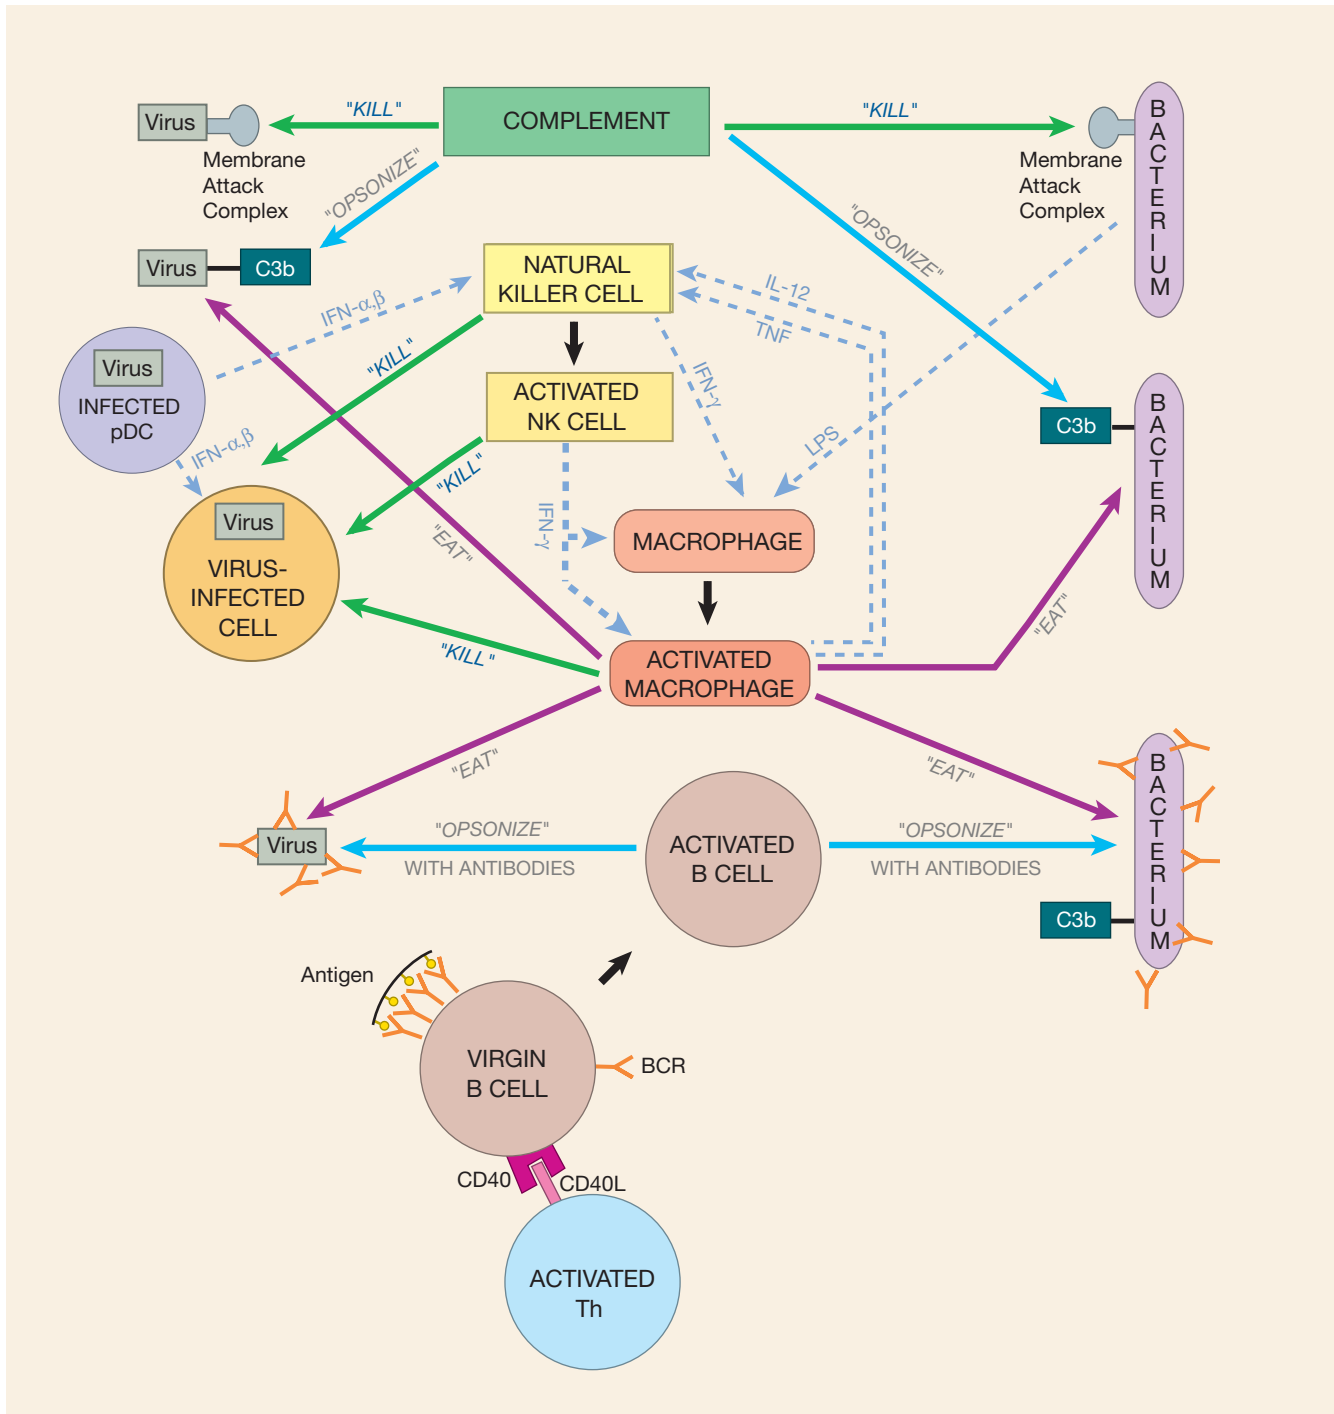 COMPLEMENT
"KILL"
"KILL"
Virus
Membrane
Attack
Complex
"OPSONIZE"
Membrane
Attack
Complex
BACTERIUM
"OPSONIZE"
Virus
C3b
NATURAL
KILLER CELL
IL-12
TNF
IFN-α,β
"KILL"
IFN-γ
LPS
Virus
INFECTED
pDC
IFN-α,β
ACTIVATED
NK CELL
"KILL"
C3b
BACTERIUM
Virus
VIRUS-
INFECTED
CELL
"EAT"
IFN-γ
MACROPHAGE
"EAT"
"KILL"
ACTIVATED
MACROPHAGE
"EAT"
"EAT"
Virus
"OPSONIZE"
WITH ANTIBODIES
ACTIVATED
B CELL
"OPSONIZE"
WITH ANTIBODIES
BACTERIUM
C3b
Antigen
VIRGIN
B CELL
BCR
CD40
CD40L
ACTIVATED
Th